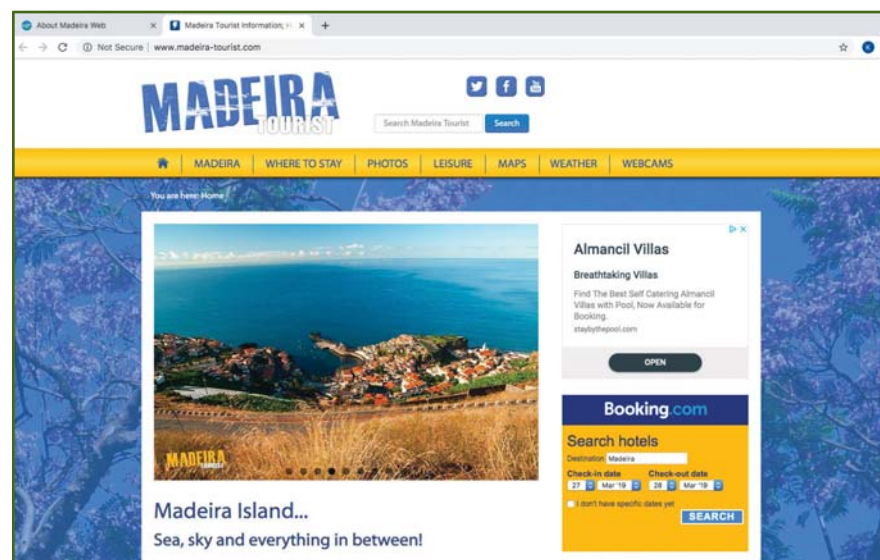 About Madeira Web
Madeira Tourist Information; H
Not Secure | www.madeira-tourist.com
MADEIRA
TOURIST
Search Madeira Tourist
Search
MADEIRA
WHERE TO STAY
PHOTOS
LEISURE
MAPS
WEATHER
WEBCAMS
You are here: Home
MADEIRA
TOURIST
Almancil Villas
Breathtaking Villas
Find The Best Self Catering Almancil
Villas with Pool, Now Available for
Booking.
staybythepool.com
OPEN
Booking.com
Search hotels
Destination Madeira
Check-in date Check-out date
27 Mar '19 28 Mar '19
I don't have specific dates yet
SEARCH
Madeira Island...
Sea, sky and everything in between!